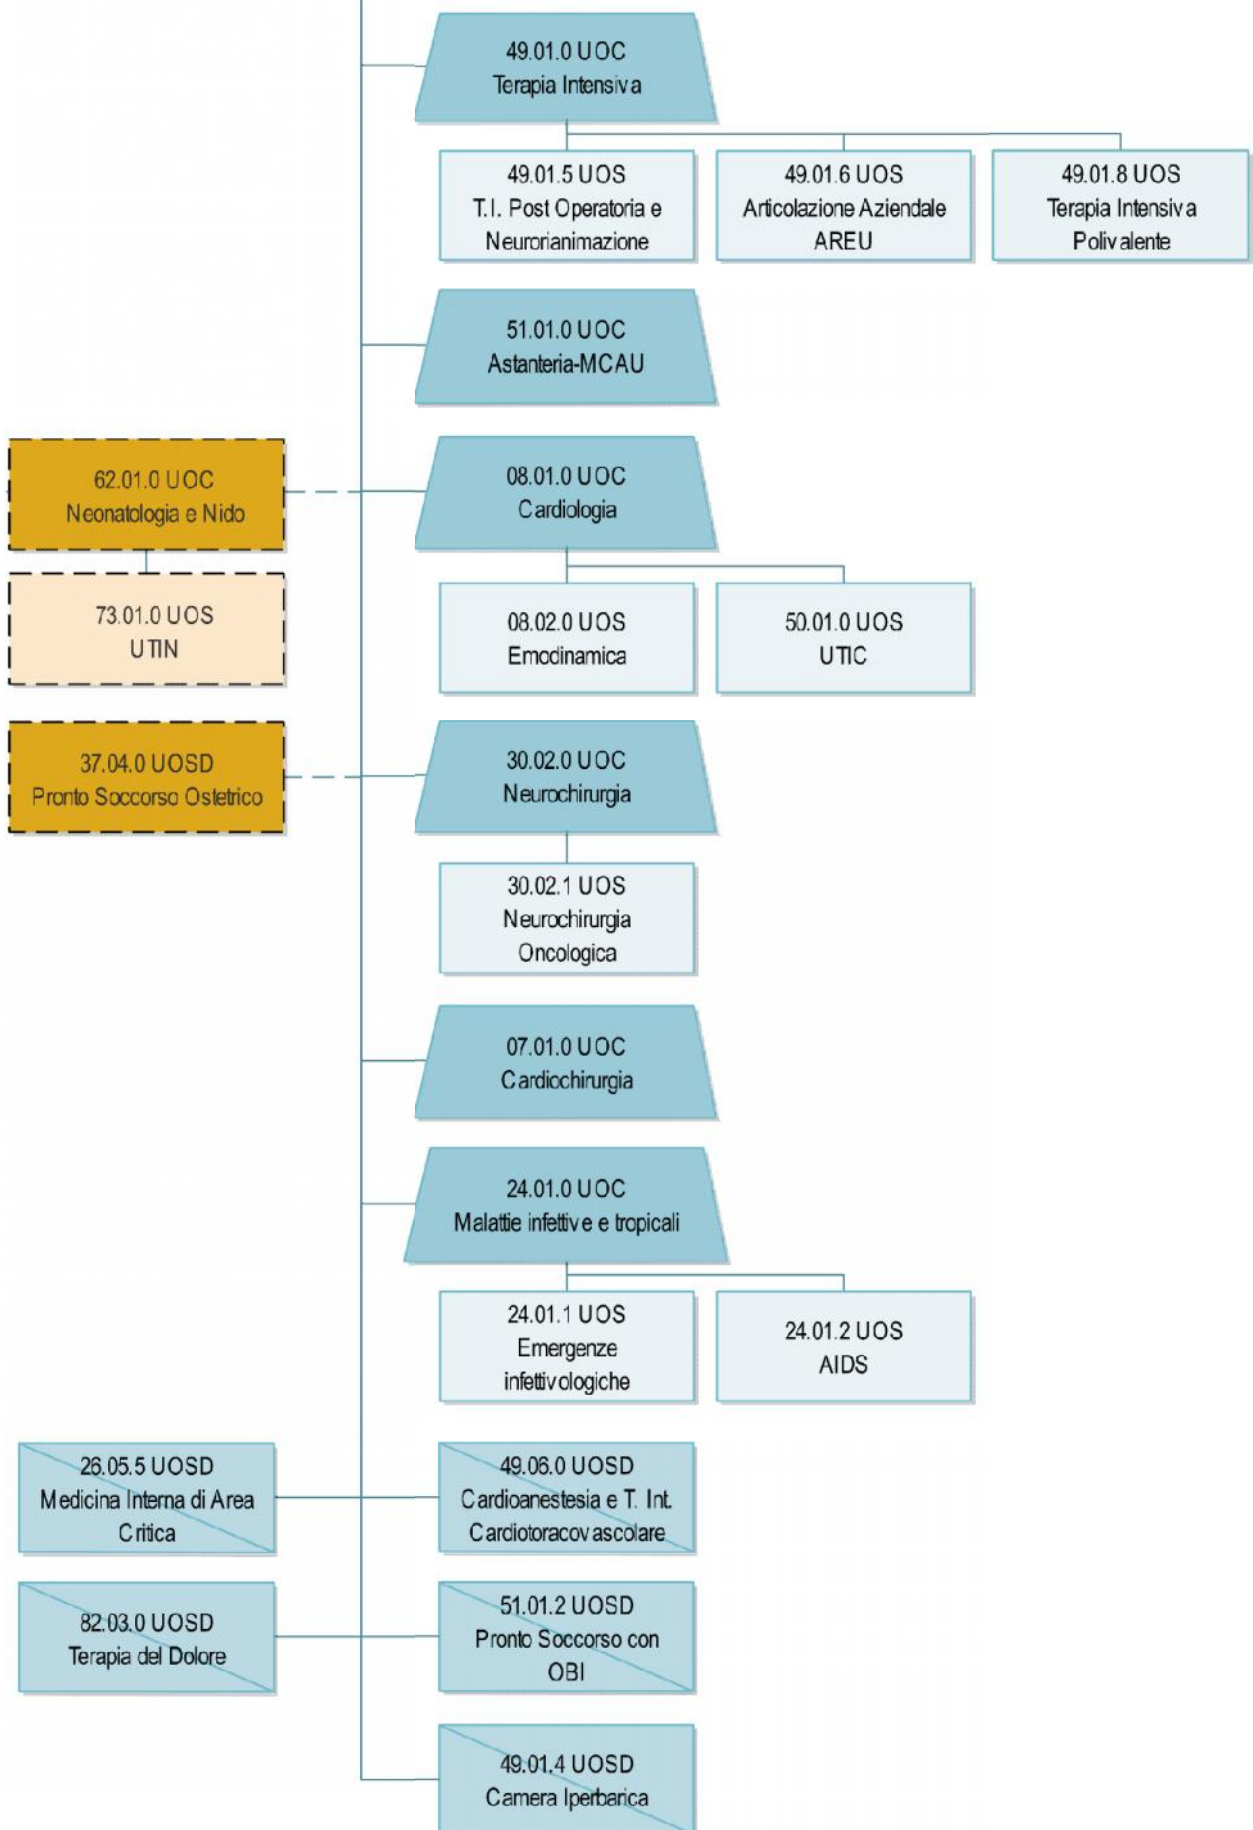 49.01.0 UOC
Terapia Intensiva
49.01.5 UOS
T.I. Post Operatoria e
Neurorianimazione
49.01.6 UOS
Articolazione Aziendale
AREU
49.01.8 UOS
Terapia Intensiva
Polivalente
51.01.0 UOC
Astanteria-MCAU
62.01.0 UOC
Neonatologia e Nido
08.01.0 UOC
Cardiologia
73.01.0 UOS
UTIN
08.02.0 UOS
Emodinamica
50.01.0 UOS
UTIC
37.04.0 UOSD
Pronto Soccorso Ostetrico
30.02.0 UOC
Neurochirurgia
30.02.1 UOS
Neurochirurgia
Oncologica
07.01.0 UOC
Cardiochirurgia
24.01.0 UOC
Malattie infettive e tropicali
24.01.1 UOS
Emergenze
infettivologiche
24.01.2 UOS
AIDS
26.05.5 UOSD
Medicina Interna di Area
Critica
49.06.0 UOSD
Cardioanestesia e T. Int.
Cardiotoracovascolare
82.03.0 UOSD
Terapia del Dolore
51.01.2 UOSD
Pronto Soccorso con
OBI
49.01.4 UOSD
Camera Iperbarica